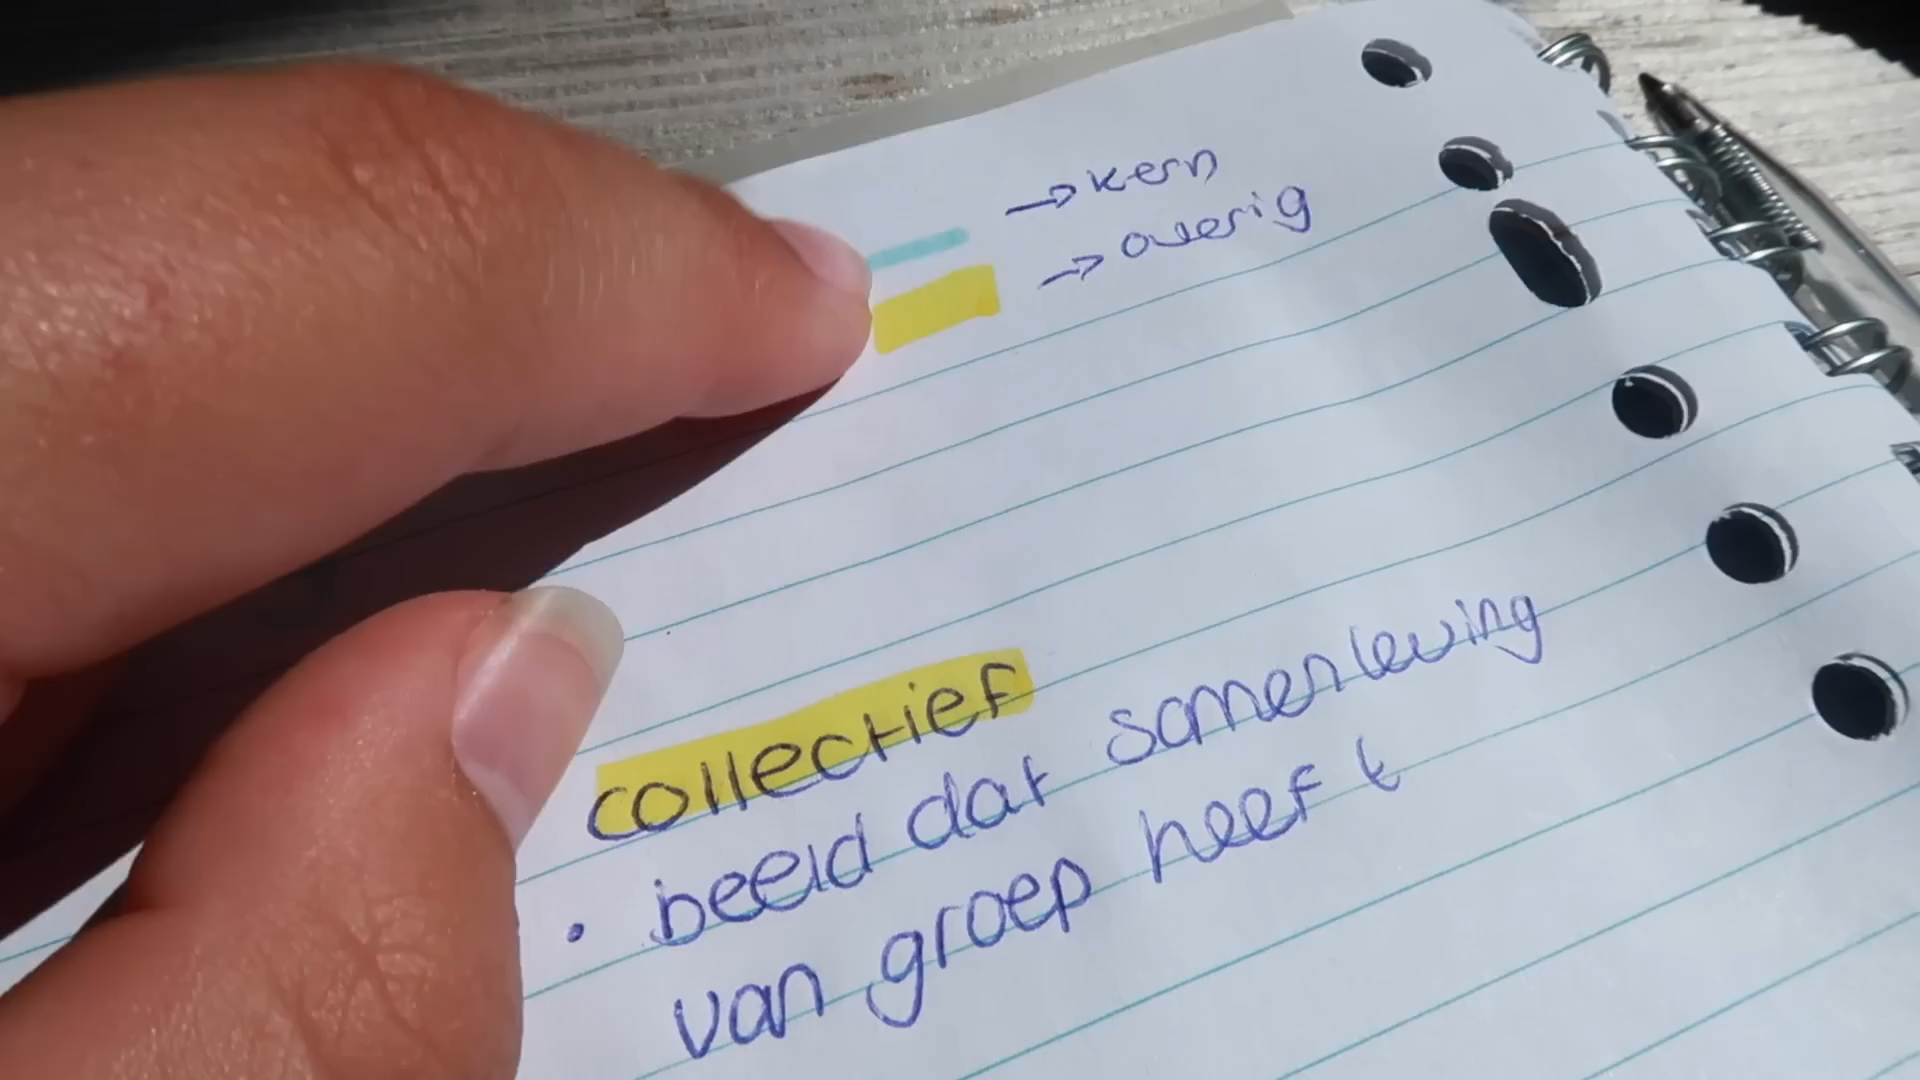 → kern
→ overig
collectief
• beeld dat samenleving
van groep heeft